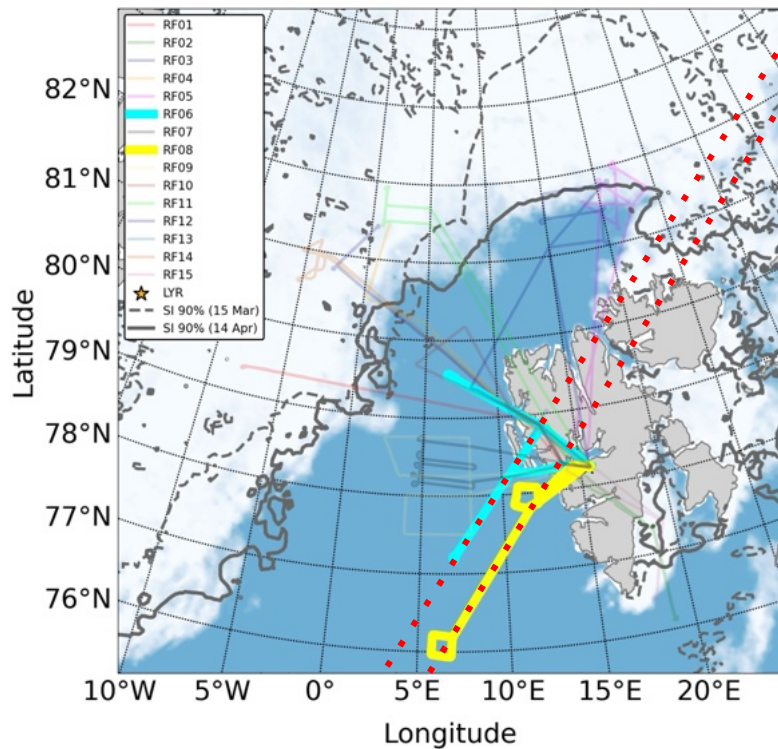 RF01
RF02
RF03
RF04
RF05
RF06
RF07
RF08
RF09
RF10
RF11
RF12
RF13
RF14
RF15
LYR
SI 90% (15 Mar)
SI 90% (14 Apr)
82°N
81°N
80°N
79°N
78°N
77°N
76°N
Latitude
10°W
5°W
0°
5°E
10°E
15°E
20°E
Longitude